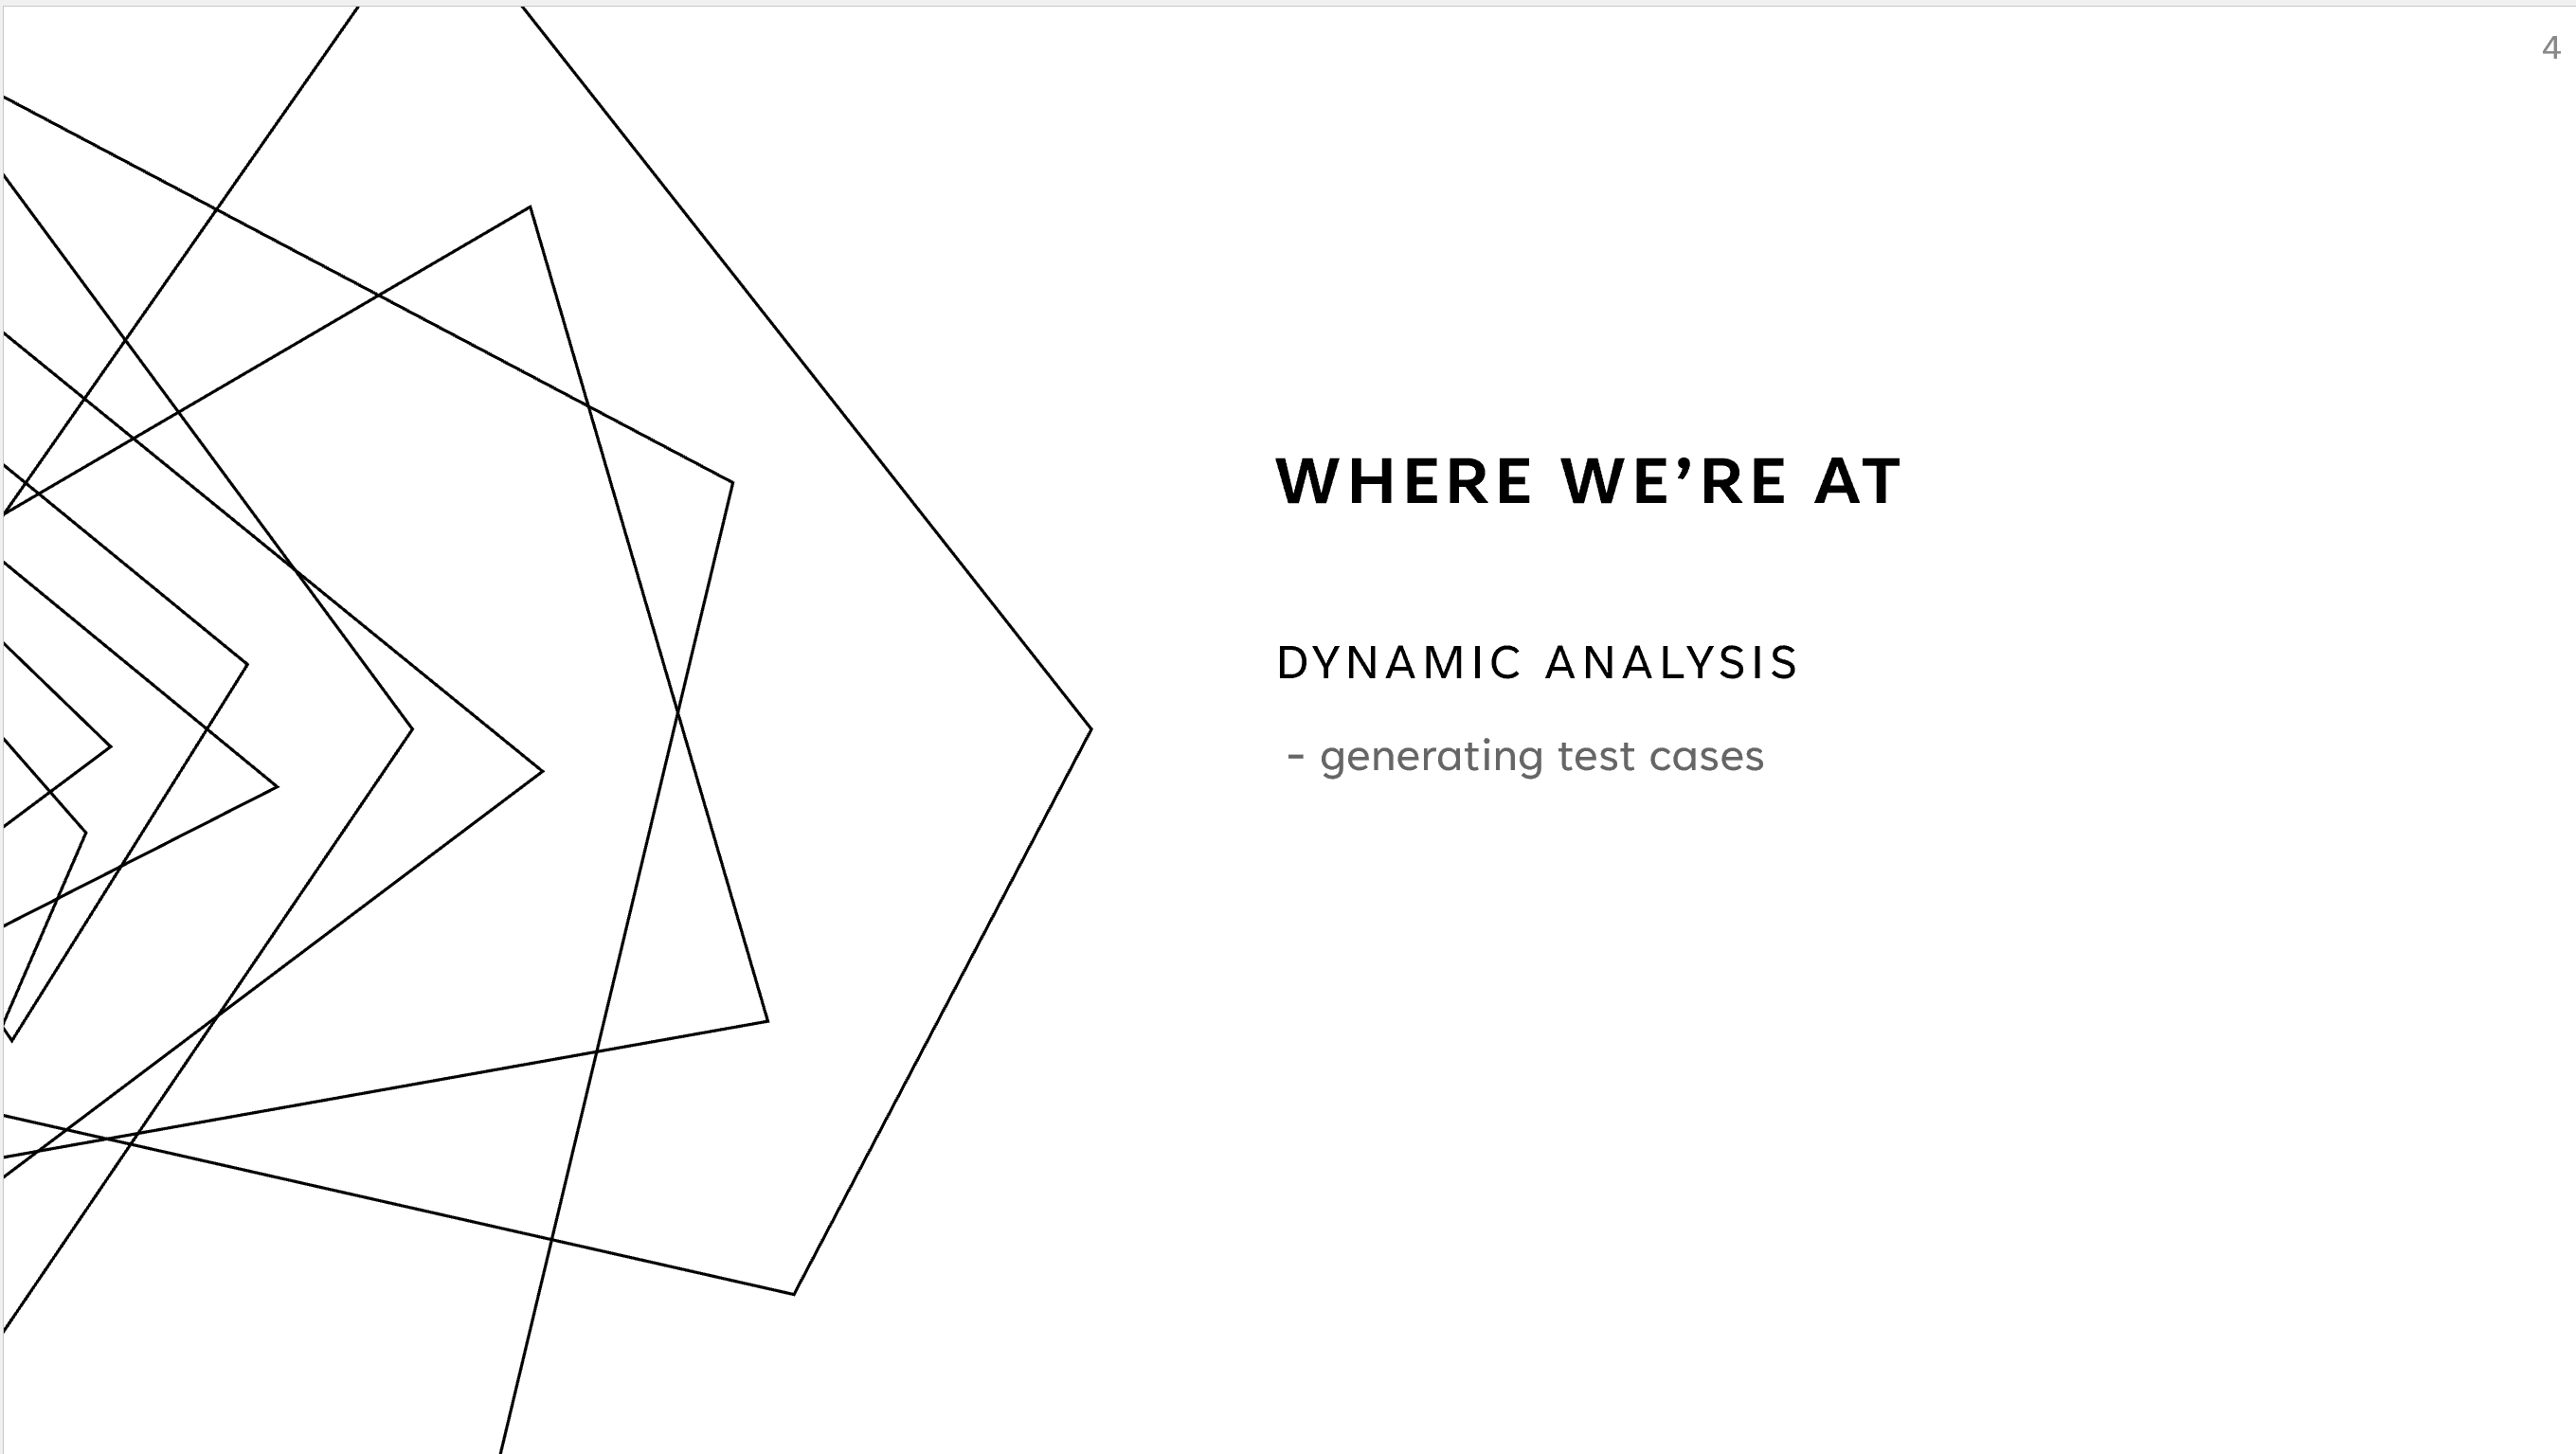 4
WHERE WE’RE AT
DYNAMIC ANALYSIS
- generating test cases